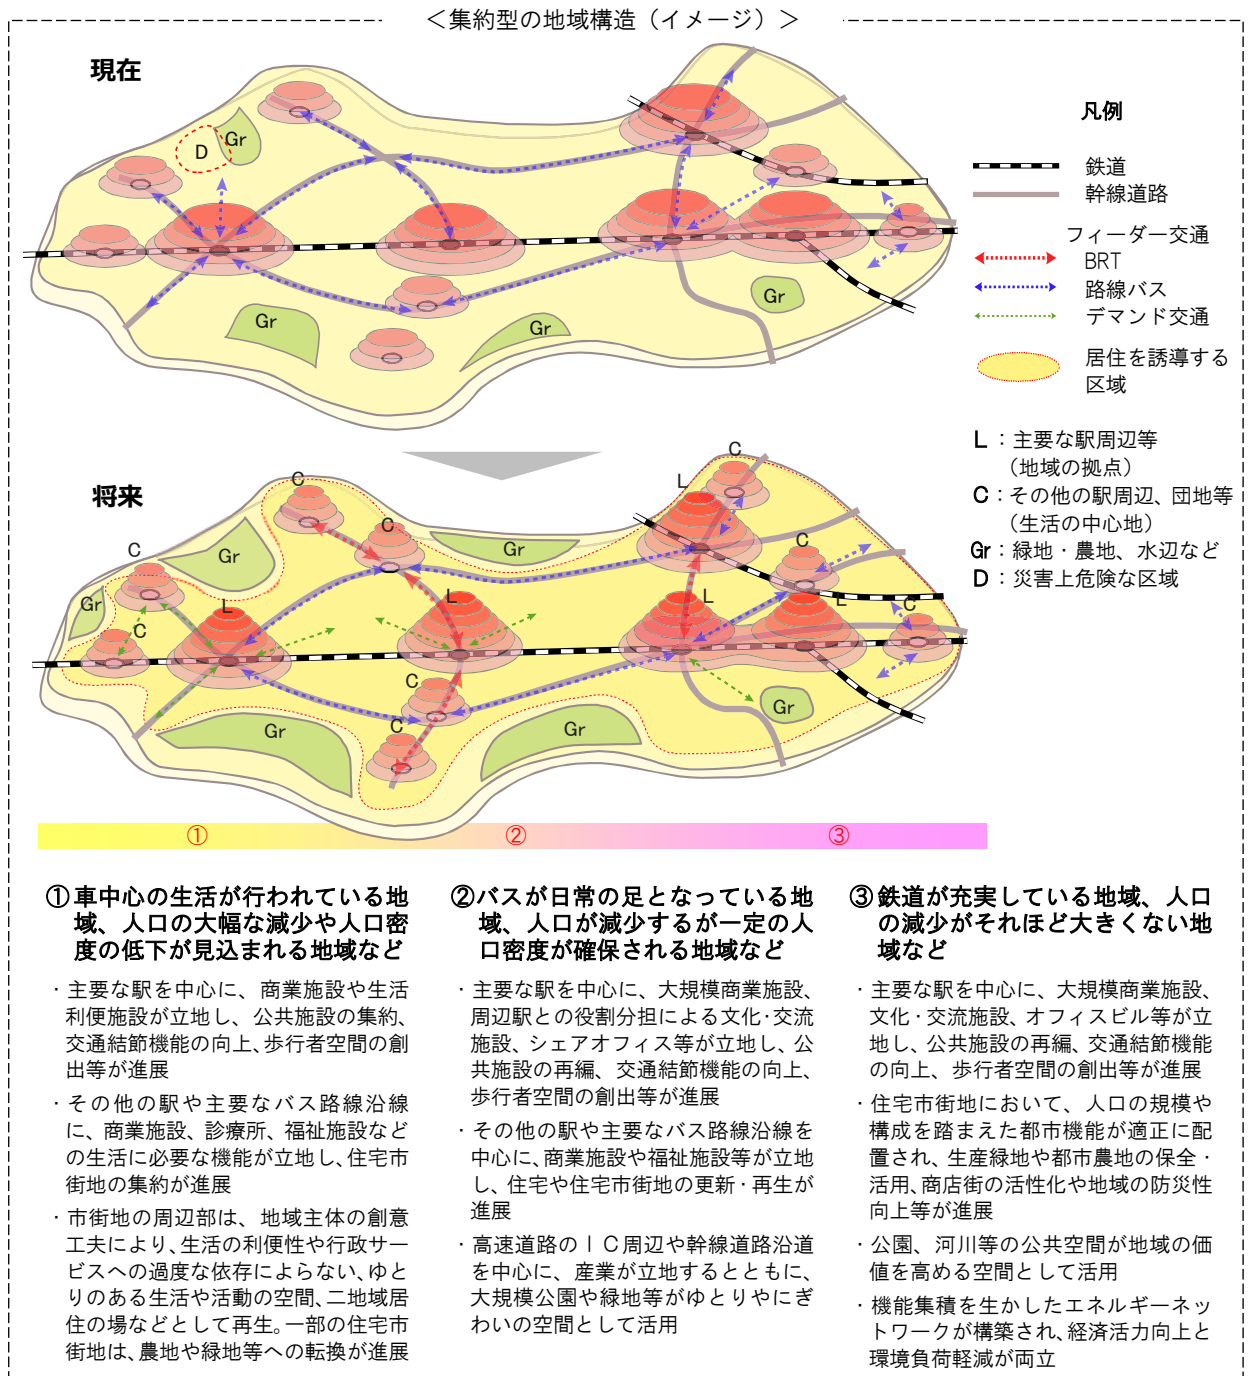 ＜集約型の地域構造（イメージ）＞
現在
D
Gr
Gr
Gr
Gr
凡例
鉄道
幹線道路
フィーダー交通
BRT
路線バス
デマンド交通
居住を誘導する
区域
L：主要な駅周辺等
（地域の拠点）
C：その他の駅周辺、団地等
（生活の中心地）
Gr：緑地・農地、水辺など
D：災害上危険な区域
将来
C
C
C
C
L
C
C
Gr
Gr
Gr
C
L
L
L
L
C
C
C
Gr
Gr
Gr
①
②
③
①車中心の生活が行われている地
域、人口の大幅な減少や人口密
度の低下が見込まれる地域など
・主要な駅を中心に、商業施設や生活
利便施設が立地し、公共施設の集約、
交通結節機能の向上、歩行者空間の創
出等が進展
・その他の駅や主要なバス路線沿線
に、商業施設、診療所、福祉施設など
の生活に必要な機能が立地し、住宅市
街地の集約が進展
・市街地の周辺部は、地域主体の創意
工夫により、生活の利便性や行政サー
ビスへの過度な依存によらない、ゆと
りのある生活や活動の空間、二地域居
住の場などとして再生。一部の住宅市
街地は、農地や緑地等への転換が進展
②バスが日常の足となっている地
域、人口が減少するが一定の人
口密度が確保される地域など
・主要な駅を中心に、大規模商業施設、
周辺駅との役割分担による文化・交流
施設、シェアオフィス等が立地し、公
共施設の再編、交通結節機能の向上、
歩行者空間の創出等が進展
・その他の駅や主要なバス路線沿線を
中心に、商業施設や福祉施設等が立地
し、住宅や住宅市街地の更新・再生が
進展
・高速道路のＩＣ周辺や幹線道路沿道
を中心に、産業が立地するとともに、
大規模公園や緑地等がゆとりやにぎ
わいの空間として活用
③鉄道が充実している地域、人口
の減少がそれほど大きくない地
域など
・主要な駅を中心に、大規模商業施設、
文化・交流施設、オフィスビル等が立
地し、公共施設の再編、交通結節機能
の向上、歩行者空間の創出等が進展
・住宅市街地において、人口の規模や
構成を踏まえた都市機能が適正に配
置され、生産緑地や都市農地の保全・
活用、商店街の活性化や地域の防災性
向上等が進展
・公園、河川等の公共空間が地域の価
値を高める空間として活用
・機能集積を生かしたエネルギーネッ
トワークが構築され、経済活力向上と
環境負荷軽減が両立